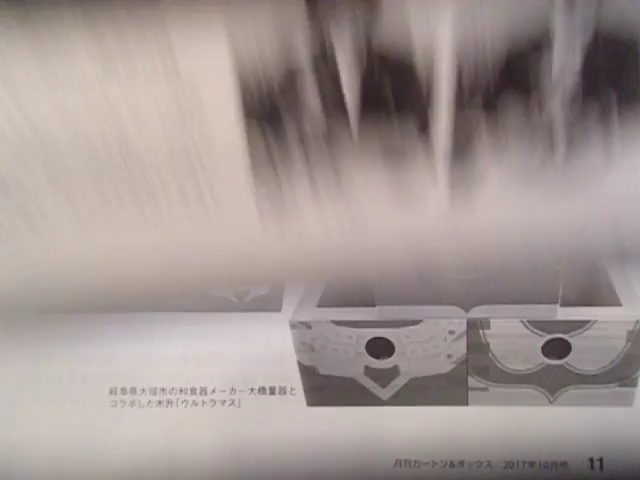 岐阜県大垣市の和食器メーカー大橋量器と
コラボした木升「ウルトラマス」
月刊カートン&ボックス 2017年10月号 11